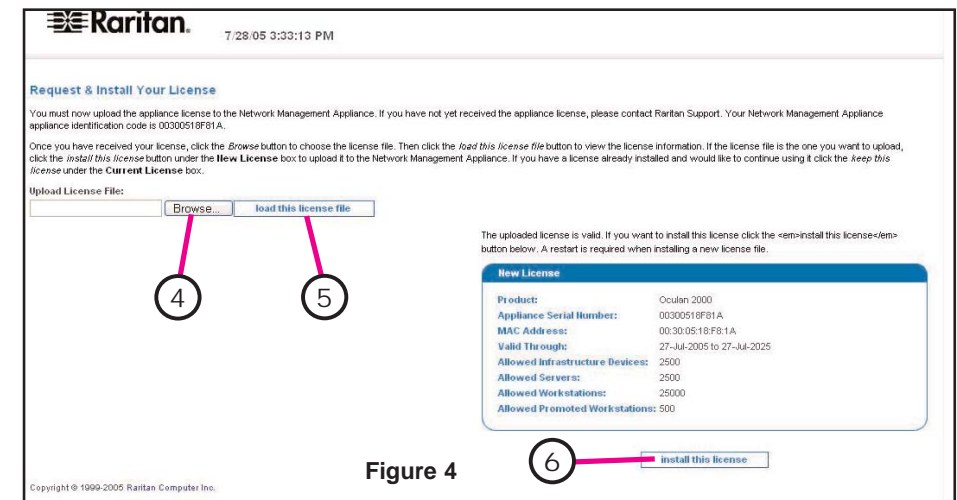 Raritan.
7/28/05 3:33:13 PM
Request & Install Your License
You must now upload the appliance license to the Network Management Appliance. If you have not yet received the appliance license, please contact Raritan Support. Your Network Management Appliance
appliance identification code is 00300518F81A.
Once you have received your license, click the Browse button to choose the license file. Then click the load this license file button to view the license information. If the license file is the one you want to upload,
click the install this license button under the New License box to upload it to the Network Management Appliance. If you have a license already installed and would like to continue using it click the keep this
license under the Current License box.
Upload License File:
Browse... load this license file
The uploaded license is valid. If you want to install this license click the <em>install this license</em>
button below. A restart is required when installing a new license file.
4
5
New License
Product: Oculan 2000
Appliance Serial Number: 00300518F81A
MAC Address: 00:30:05:18:F8:1A
Valid Through: 27-Jul-2005 to 27-Jul-2025
Allowed Infrastructure Devices: 2500
Allowed Servers: 2500
Allowed Workstations: 25000
Allowed Promoted Workstations: 500
6
install this license
Figure 4
Copyright © 1999-2005 Raritan Computer Inc.